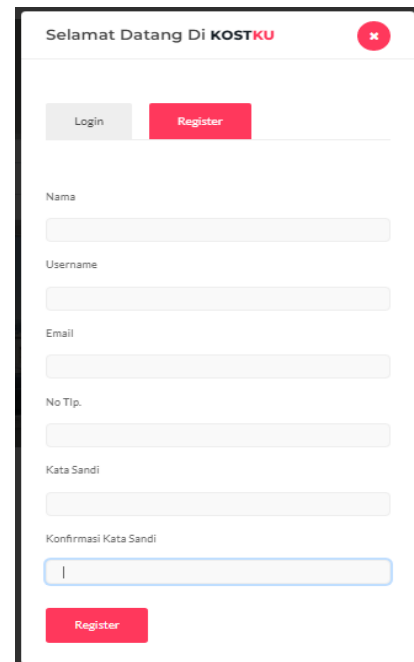 Selamat Datang Di KOSTKU
Login Register
Nama
Username
Email
No Tlp.
Kata Sandi
Konfirmasi Kata Sandi
Register